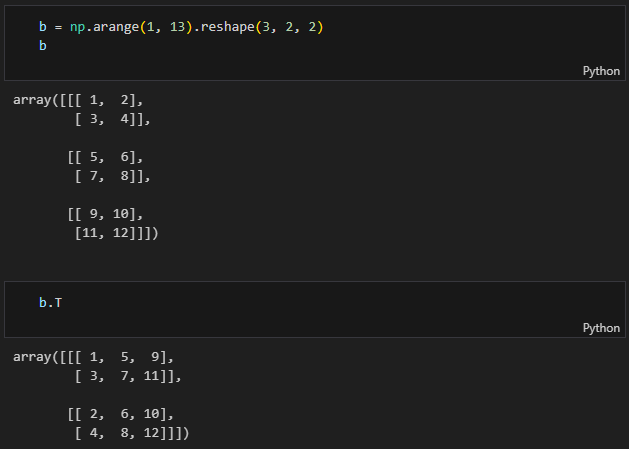 b = np.arange(1, 13).reshape(3, 2, 2)
b
Python
array([[[ 1,  2],
        [ 3,  4]],

       [[ 5,  6],
        [ 7,  8]],

       [[ 9, 10],
        [11, 12]]])
b.T
Python
array([[[ 1,  5,  9],
        [ 3,  7, 11]],

       [[ 2,  6, 10],
        [ 4,  8, 12]]])